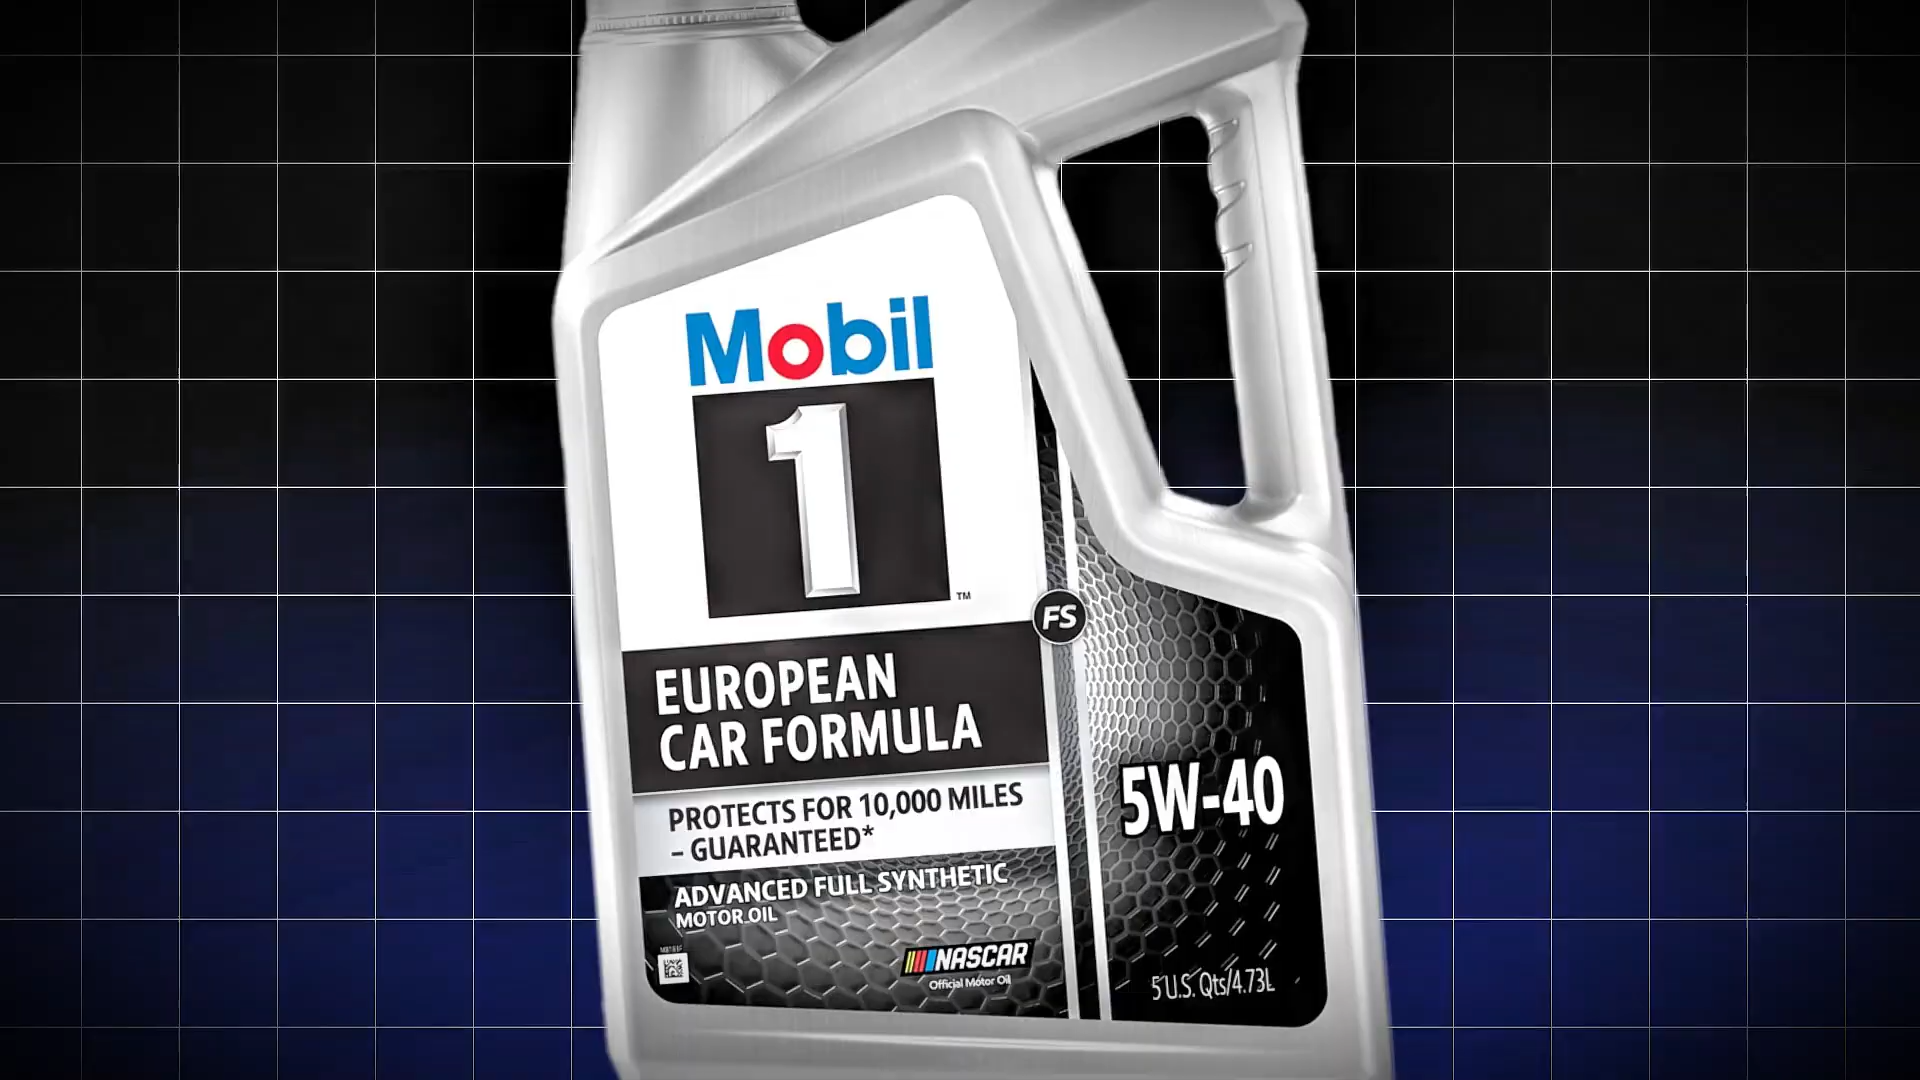 Mobil
1
TM
FS
EUROPEAN
CAR FORMULA
PROTECTS FOR 10,000 MILES
– GUARANTEED*
ADVANCED FULL SYNTHETIC
MOTOR OIL
NASCAR
Official Motor Oil
5W-40
5 U.S. Qts/4.73L